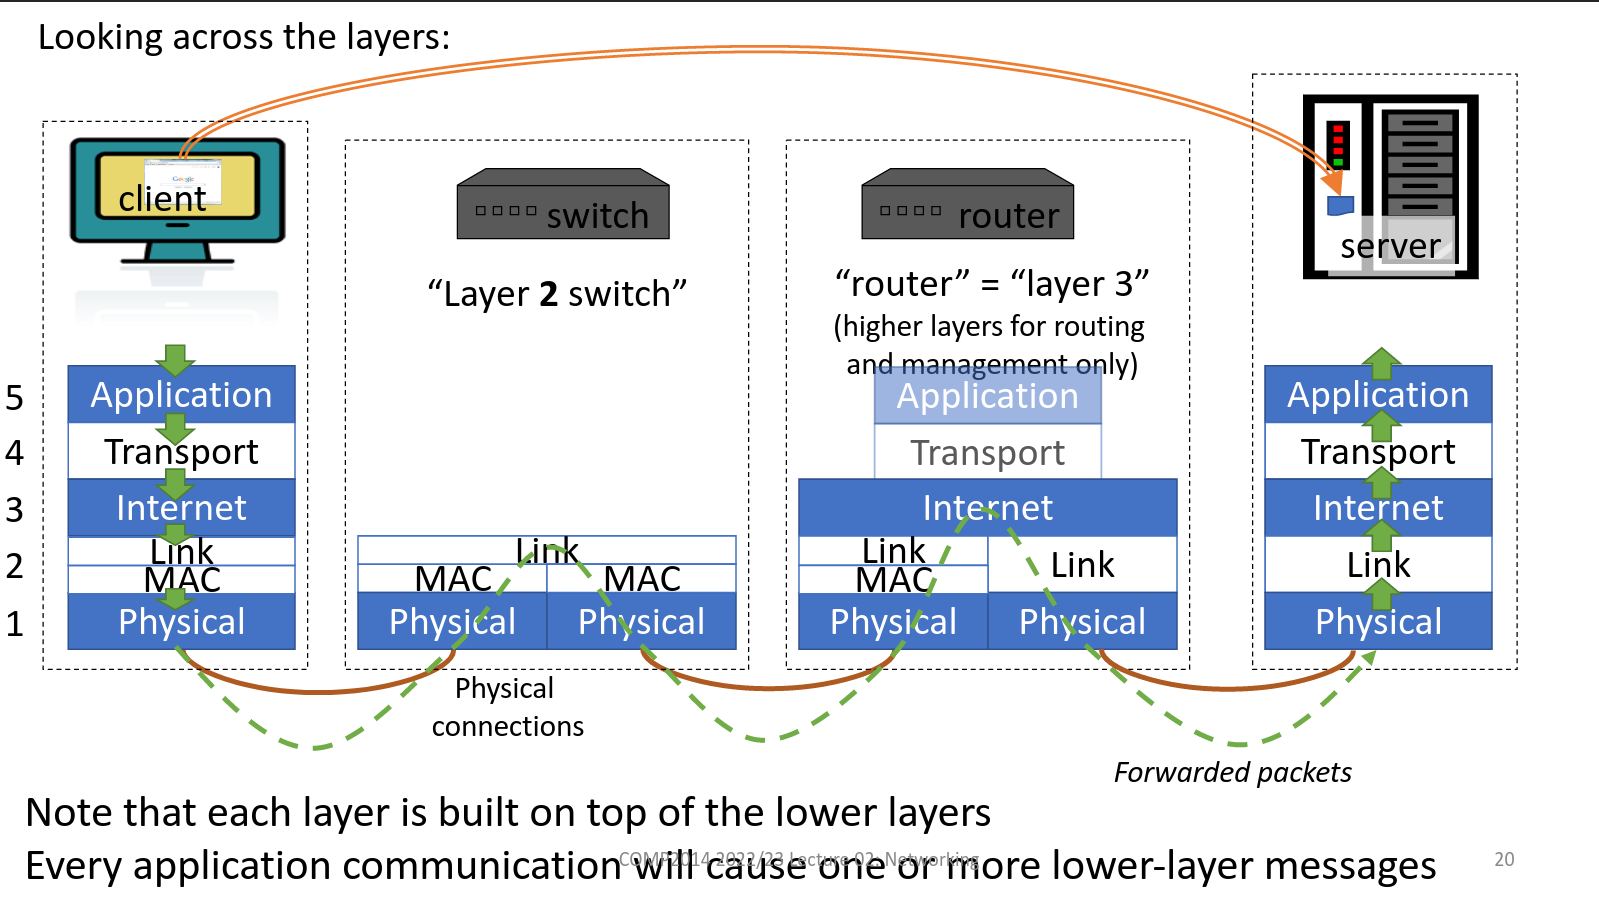 Looking across the layers:
client
Google
switch
router
server
“Layer 2 switch”
“router” = “layer 3”
(higher layers for routing
and management only)
5
Application
Application
Application
4
Transport
Transport
Transport
3
Internet
Internet
Internet
2
Link
MAC
Link
MAC
MAC
Link
MAC
Link
Link
1
Physical
Physical
Physical
Physical
Physical
Physical
Physical
connections
Forwarded packets
Note that each layer is built on top of the lower layers
Every application communication will cause one or more lower-layer messages
COMP2014 2022/23 Lecture 02: Networking
20